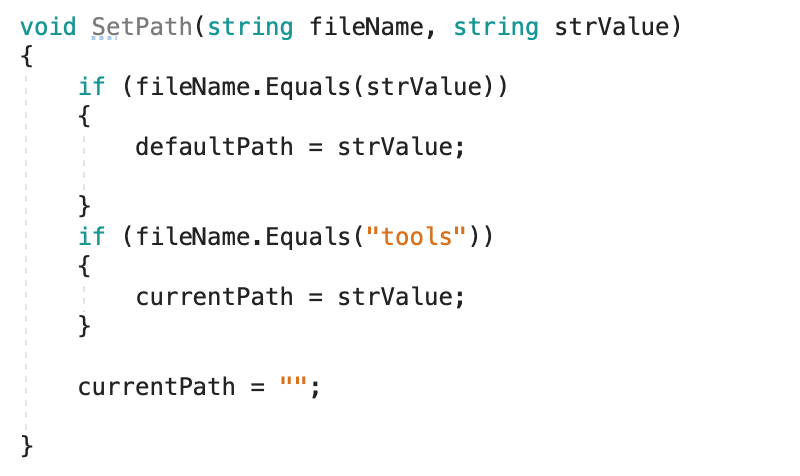 void SetPath(string fileName, string strValue)
{
    if (fileName.Equals(strValue))
    {
        defaultPath = strValue;

    }
    if (fileName.Equals("tools"))
    {
        currentPath = strValue;
    }

    currentPath = "";

}